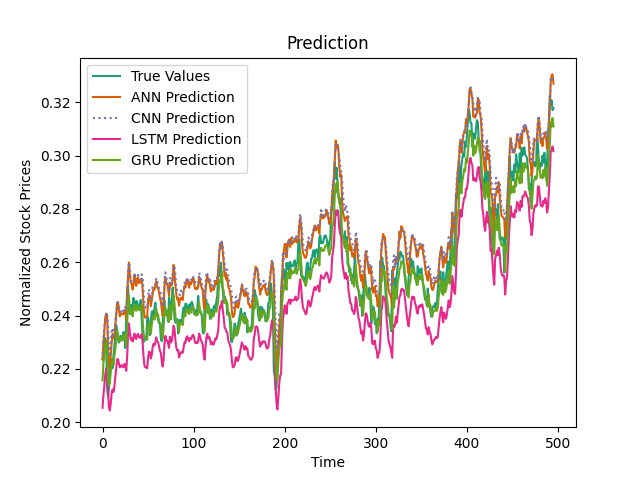 Prediction
True Values
ANN Prediction
CNN Prediction
LSTM Prediction
GRU Prediction
Normalized Stock Prices
0.32
0.30
0.28
0.26
0.24
0.22
0.20
0 100 200 300 400 500
Time